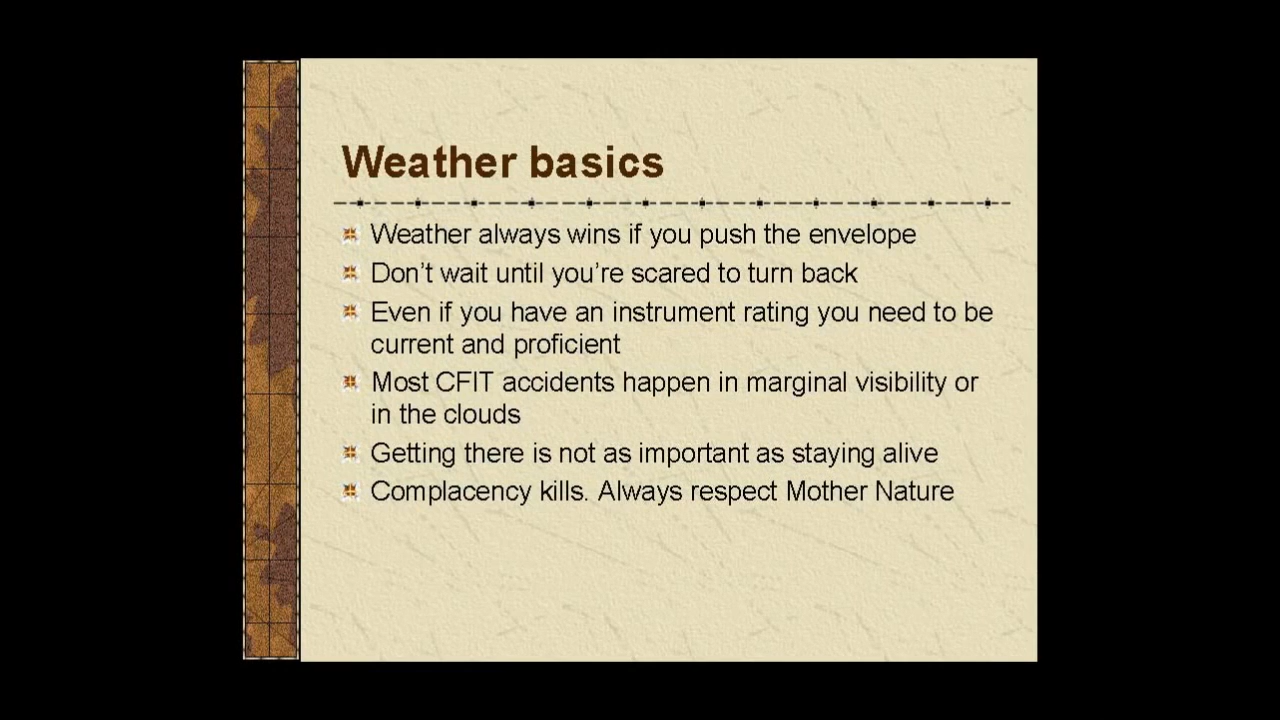 Weather basics
Weather always wins if you push the envelope
Don’t wait until you’re scared to turn back
Even if you have an instrument rating you need to be
current and proficient
Most CFIT accidents happen in marginal visibility or
in the clouds
Getting there is not as important as staying alive
Complacency kills. Always respect Mother Nature